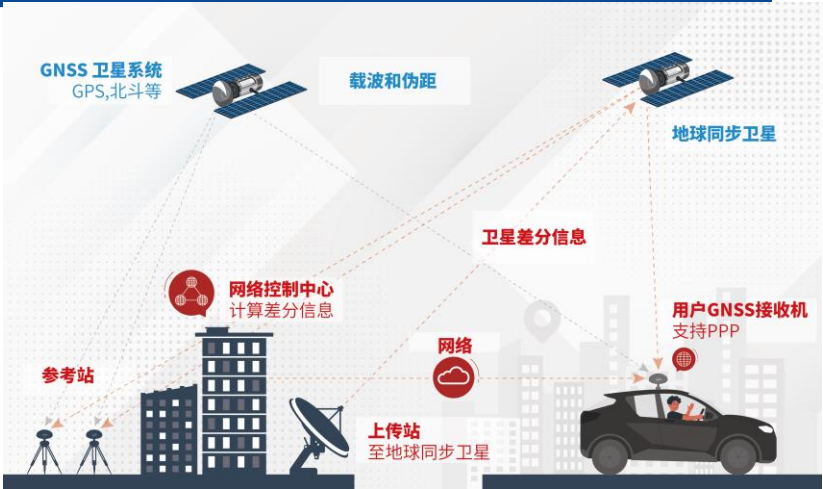 GNSS 卫星系统
GPS,北斗等
载波和伪距
地球同步卫星
卫星差分信息
网络控制中心
计算差分信息
用户GNSS接收机
支持PPP
网络
参考站
上传站
至地球同步卫星